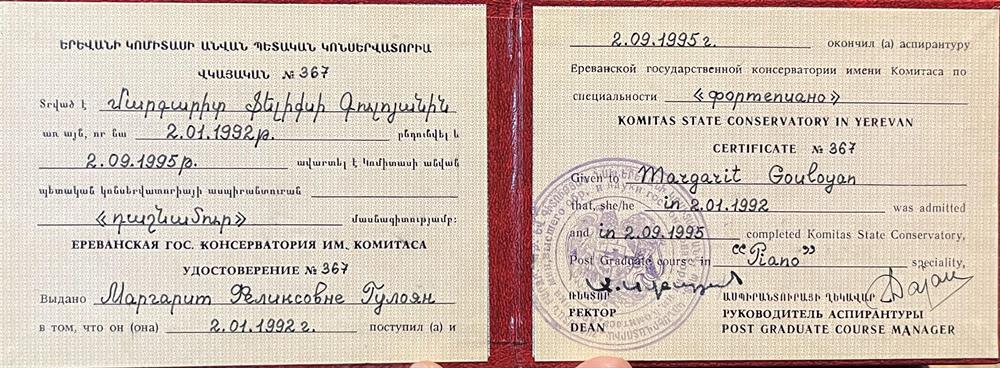 ԵՐԵՎԱՆԻ ԿՈՄԻՏԱՍԻ ԱՆՎԱՆ ՊԵՏԱԿԱՆ ԿՈՆՍԵՐՎԱՏՈՐԻԱ
ՎԿԱՅԱԿԱՆ № 367
Տրված է Մարգարիտ Ֆելիքսի Գուլոյանին
առ այն, որ նա 2.01.1992թ. ընդունվել և
2.09.1995թ. ավարտել է Կոմիտասի անվան
պետական կոնսերվատորիայի ասպիրանտուրան
«դաշնամուր» մասնագիտությամբ:
ЕРЕВАНСКАЯ ГОС. КОНСЕРВАТОРИЯ ИМ. КОМИТАСА
УДОСТОВЕРЕНИЕ № 367
Выдано Маргарит Феликсовне Гулоян
в том, что он (она) 2.01.1992 г. поступил (а) и
2.09.1995 г. окончил (а) аспирантуру
Ереванской государственной консерватории имени Комитаса по
специальности «фортепиано»
KOMITAS STATE CONSERVATORY IN YEREVAN
CERTIFICATE № 367
Given to Margarit Gouloyan
that, she/he in 2.01.1992 was admitted
and in 2.09.1995 completed Komitas State Conservatory,
Post Graduate course in "Piano" speciality,
ՌԵԿՏՈՐ ԱՍՊԻՐԱՆՏՈՒՐԱՅԻ ՂԵԿԱՎԱՐ
РЕКТОР РУКОВОДИТЕЛЬ АСПИРАНТУРЫ
DEAN POST GRADUATE COURSE MANAGER